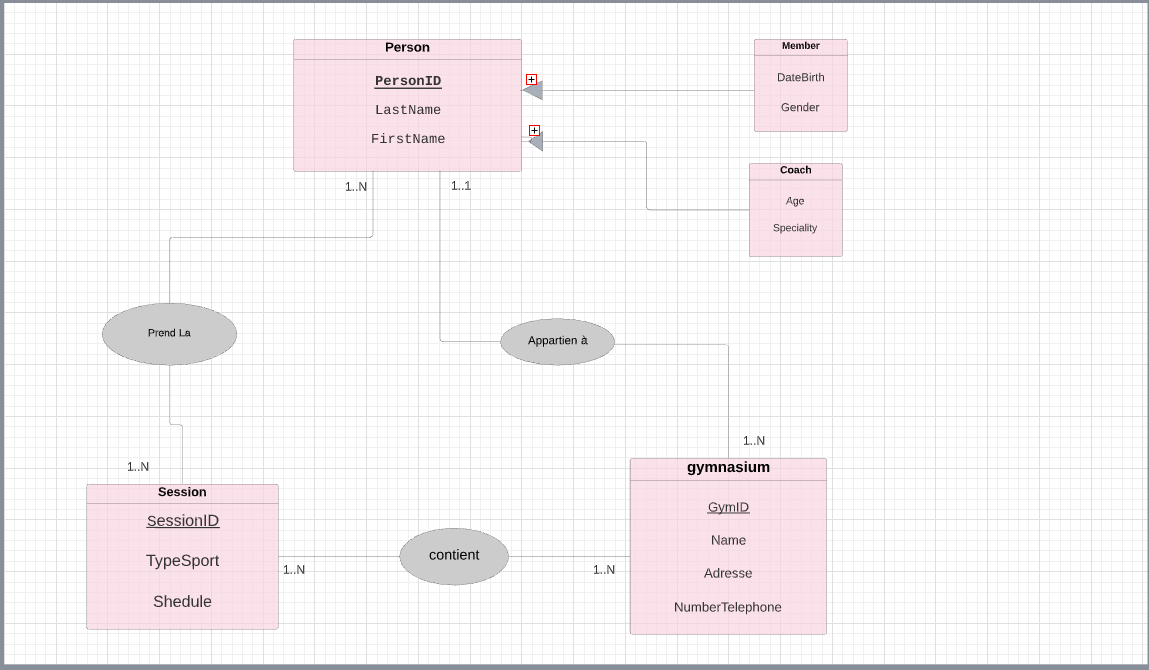 Person
PersonID
LastName
FirstName
Member
DateBirth
Gender
Coach
Age
Speciality
1..N
1..1
Prend La
Appartien à
1..N
1..N
Session
SessionID
TypeSport
Shedule
1..N
contient
1..N
gymnasium
GymID
Name
Adresse
NumberTelephone